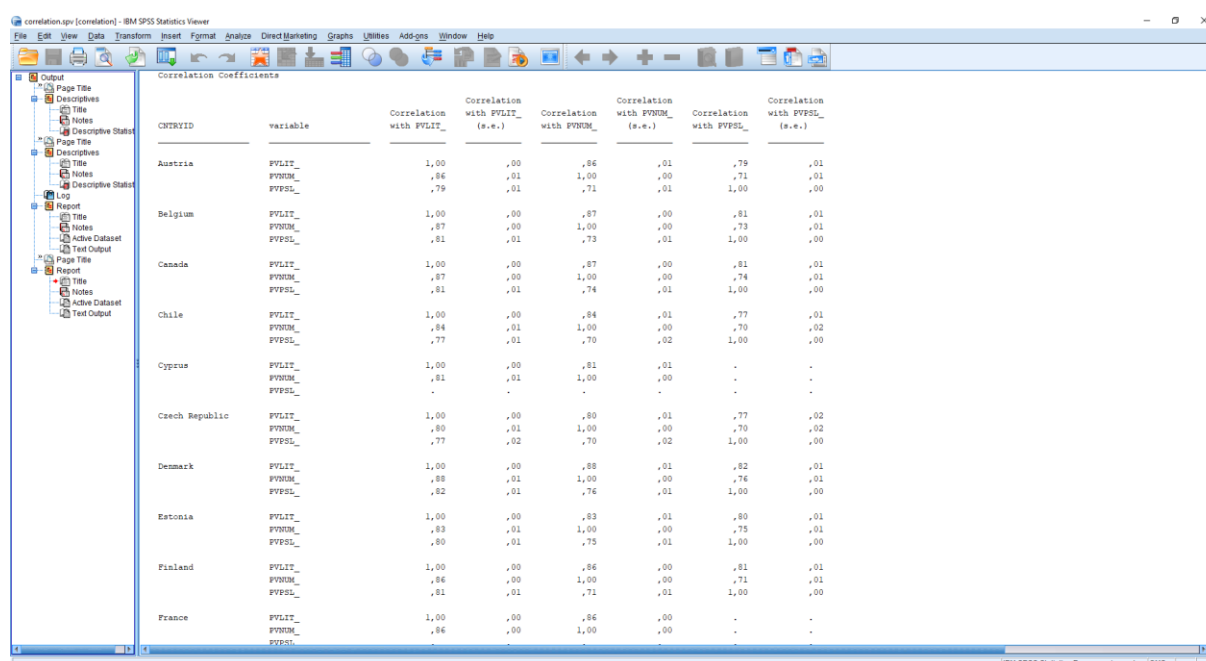 correlation.spv [correlation] - IBM SPSS Statistics Viewer
File Edit View Data Transform Insert Format Analyze Direct Marketing Graphs Utilities Add-ons Window Help
Output
Page Title
Descriptives
Title
Notes
Descriptive Statist
Page Title
Descriptives
Title
Notes
Descriptive Statist
Log
Report
Title
Notes
Active Dataset
Text Output
Page Title
Report
Title
Notes
Active Dataset
Text Output
Correlation Coefficients
Correlation Correlation Correlation
Correlation with PVLIT_ Correlation with PVNUM_ Correlation with PVPSL_
CNTRYID variable with PVLIT_ (s.e.) with PVNUM_ (s.e.) with PVPSL_ (s.e.)
Austria PVLIT_ 1,00 ,00 ,86 ,01 ,79 ,01
PVNUM_ ,86 ,01 1,00 ,00 ,71 ,01
PVPSL_ ,79 ,01 ,71 ,01 1,00 ,00
Belgium PVLIT_ 1,00 ,00 ,87 ,00 ,81 ,01
PVNUM_ ,87 ,00 1,00 ,00 ,73 ,01
PVPSL_ ,81 ,01 ,73 ,01 1,00 ,00
Canada PVLIT_ 1,00 ,00 ,87 ,00 ,81 ,01
PVNUM_ ,87 ,00 1,00 ,00 ,74 ,01
PVPSL_ ,81 ,01 ,74 ,01 1,00 ,00
Chile PVLIT_ 1,00 ,00 ,84 ,01 ,77 ,01
PVNUM_ ,84 ,01 1,00 ,00 ,70 ,02
PVPSL_ ,77 ,01 ,70 ,02 1,00 ,00
Cyprus PVLIT_ 1,00 ,00 ,81 ,01 . .
PVNUM_ ,81 ,01 1,00 ,00 . .
PVPSL_ . . . . . .
Czech Republic PVLIT_ 1,00 ,00 ,80 ,01 ,77 ,02
PVNUM_ ,80 ,01 1,00 ,00 ,70 ,02
PVPSL_ ,77 ,02 ,70 ,02 1,00 ,00
Denmark PVLIT_ 1,00 ,00 ,88 ,01 ,82 ,01
PVNUM_ ,88 ,01 1,00 ,00 ,76 ,01
PVPSL_ ,82 ,01 ,76 ,01 1,00 ,00
Estonia PVLIT_ 1,00 ,00 ,83 ,01 ,80 ,01
PVNUM_ ,83 ,01 1,00 ,00 ,75 ,01
PVPSL_ ,80 ,01 ,75 ,01 1,00 ,00
Finland PVLIT_ 1,00 ,00 ,86 ,00 ,81 ,01
PVNUM_ ,86 ,00 1,00 ,00 ,71 ,01
PVPSL_ ,81 ,01 ,71 ,01 1,00 ,00
France PVLIT_ 1,00 ,00 ,86 ,00 . .
PVNUM_ ,86 ,00 1,00 ,00 . .
PVPSL_ . . . . . .